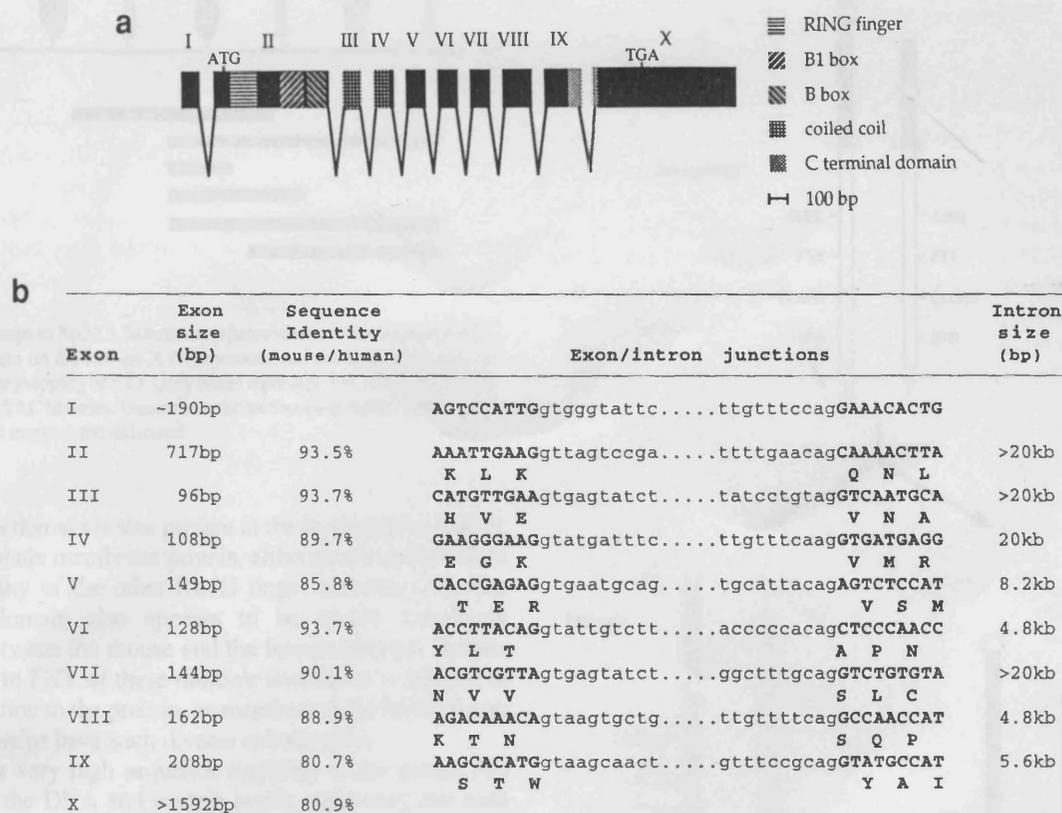 a
I II III IV V VI VII VIII IX X
ATG TGA
RING finger
B1 box
B box
coiled coil
C terminal domain
100 bp
b
Exon Sequence Intron
size Identity size
Exon (bp) (mouse/human) Exon/intron junctions (bp)
I ~190bp AGTCCATTGgtgggtattc.....ttgtttccagGAAACACTG
II 717bp 93.5% AAATTGAAGgttagtccga.....ttttgaacagCAAAACTTA >20kb
K L K Q N L
III 96bp 93.7% CATGTTGAAgtgagtatct.....tatcctgtagGTCAATGCA >20kb
H V E V N A
IV 108bp 89.7% GAAGGGAAGgtatgatttc.....ttgtttcaagGTGATGAGG 20kb
E G K V M R
V 149bp 85.8% CACCGAGAGgtgaatgcag.....tgcatttacagAGTCTCCAT 8.2kb
T E R V S M
VI 128bp 93.7% ACCTTACAGgtattgtctt.....cccccacagCTCCCAACC 4.8kb
Y L T A P N
VII 144bp 90.1% AACGTGGTTAgtgagtatct.....ggctttgcagGTCTGTGTA >20kb
N V V S L C
VIII 162bp 88.9% AGACAAACAgtaagtgctg.....ttgttttcagGCCAACCAT 4.8kb
K T N S Q P
IX 208bp 80.7% AAGCACATGgtaagcaact.....gtttccgcagGTATGCCAT 5.6kb
S T W Y A I
X >1592bp 80.9%